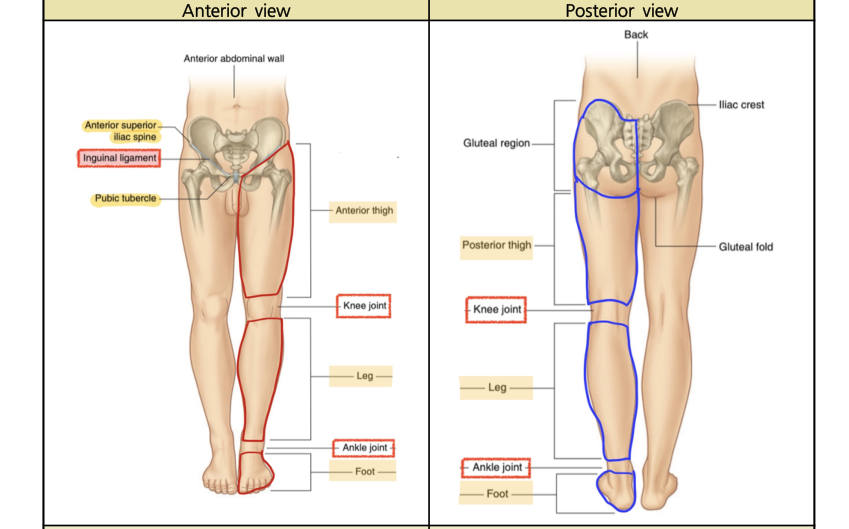 Anterior view
Posterior view
Anterior abdominal wall
Anterior superior
iliac spine
Inguinal ligament
Pubic tubercle
Anterior thigh
Knee joint
Leg
Ankle joint
Foot
Back
Iliac crest
Gluteal region
Posterior thigh
Gluteal fold
Knee joint
Leg
Ankle joint
Foot